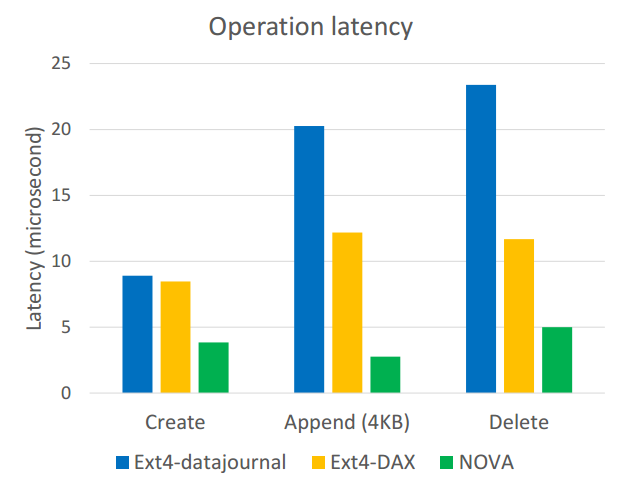 Operation latency
25
20
15
10
5
0
Latency (microsecond)
Create Append (4KB) Delete
Ext4-datajournal Ext4-DAX NOVA